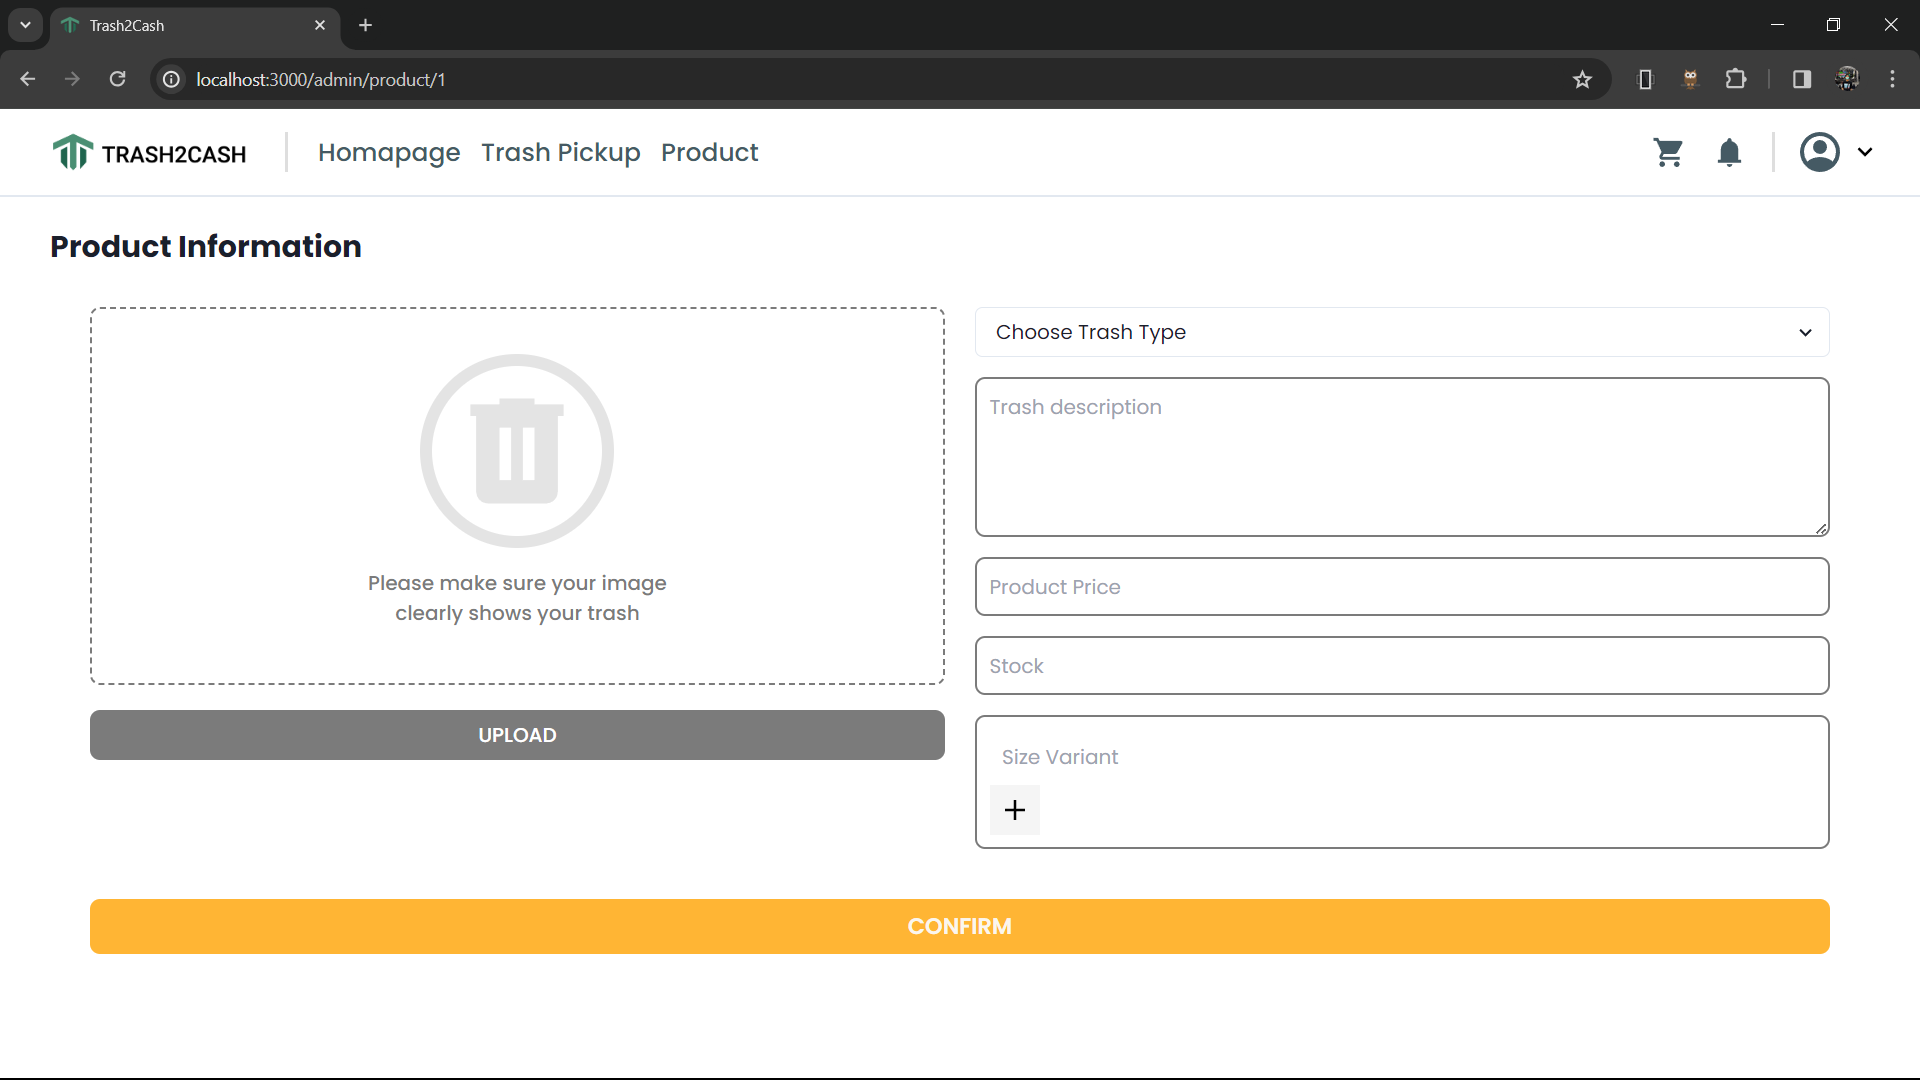 Trash2Cash
localhost:3000/admin/product/1
TRASH2CASH
Homapage Trash Pickup Product
Product Information
Please make sure your image
clearly shows your trash
UPLOAD
Choose Trash Type
Trash description
Product Price
Stock
Size Variant
CONFIRM